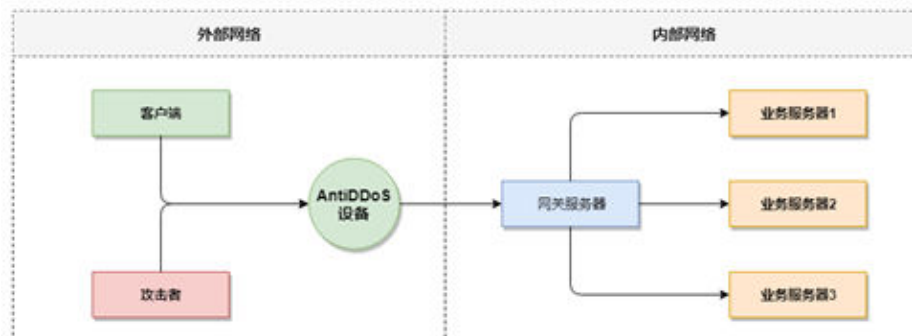 外部网络
内部网络
客户端
业务服务器1
AntiDDoS
设备
网关服务器
业务服务器2
攻击者
业务服务器3